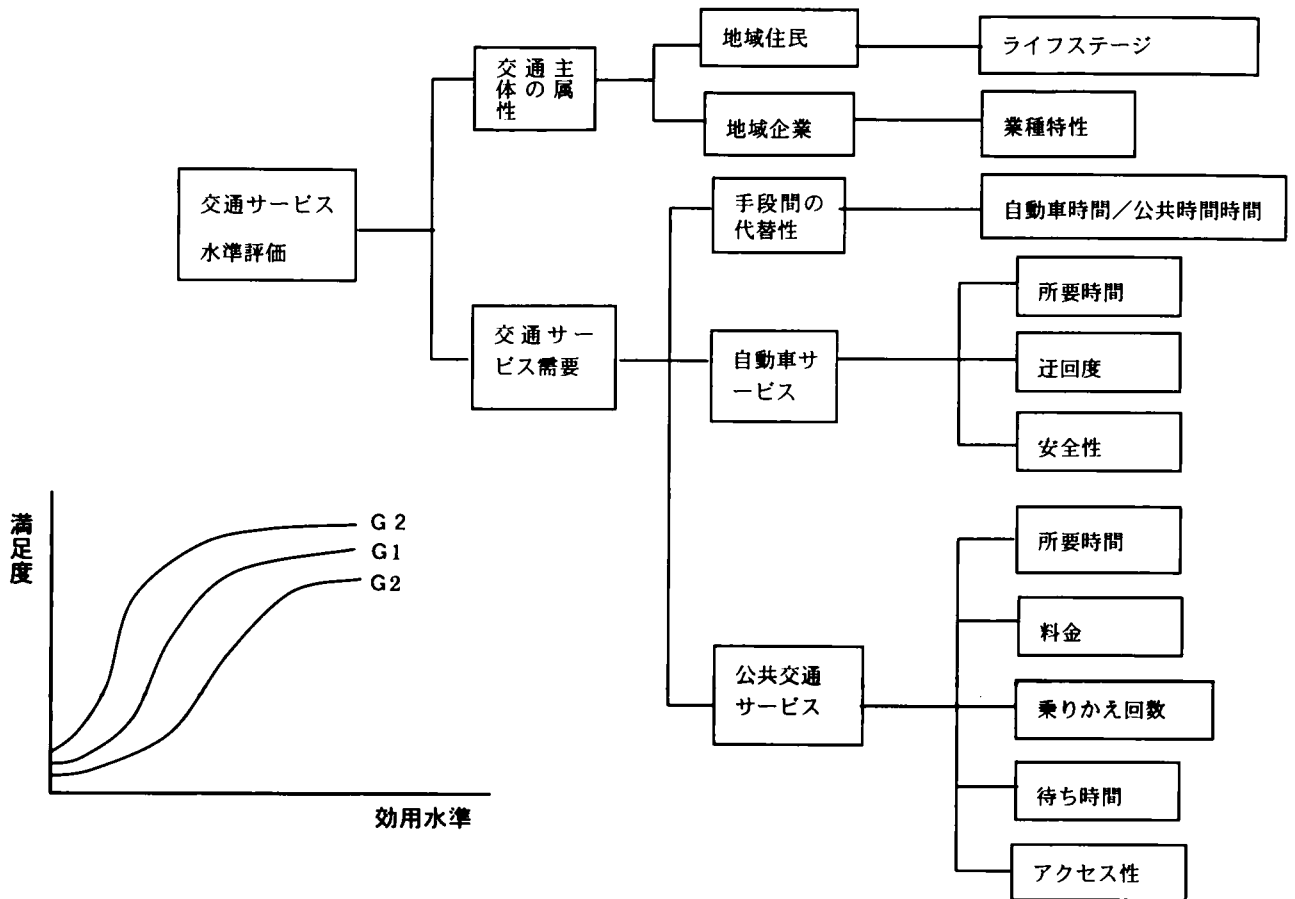 交通サービス
水準評価
交通主
体の属
性
地域住民
ライフステージ
地域企業
業種特性
交通サー
ビス需要
手段間の
代替性
自動車時間／公共時間時間
自動車サ
ービス
所要時間
迂回度
安全性
公共交通
サービス
所要時間
料金
乗りかえ回数
待ち時間
アクセス性
満足度
G2
G1
G2
効用水準